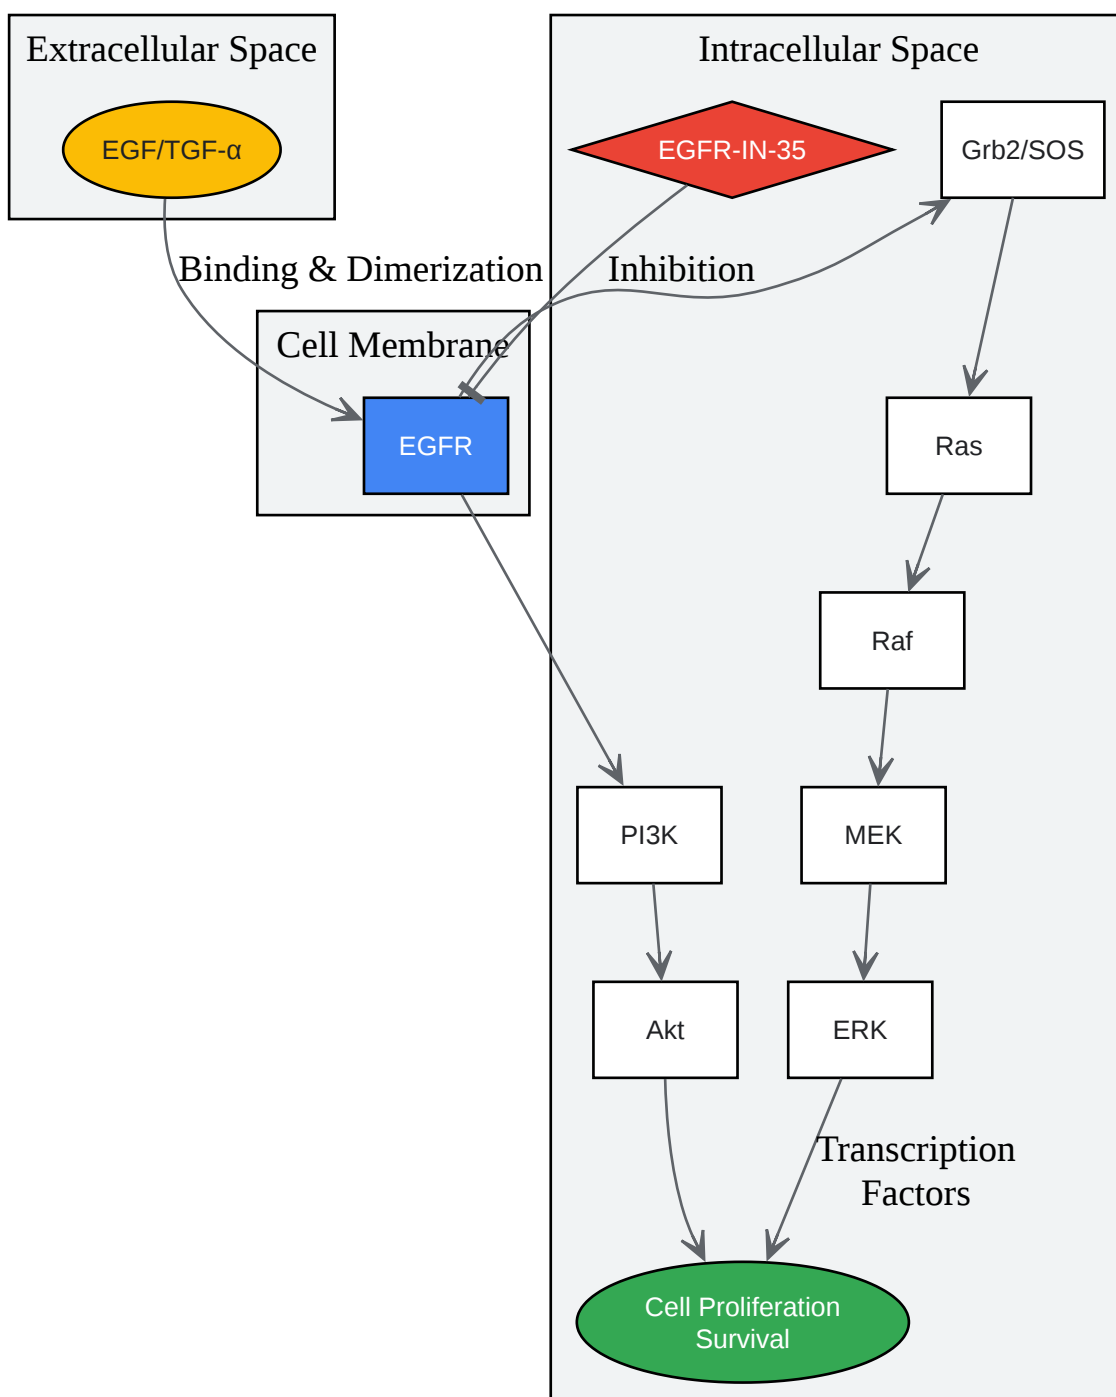 Extracellular Space
Intracellular Space
EGF/TGF-α
EGFR-IN-35
Grb2/SOS
Binding & Dimerization
Inhibition
Cell Membrane
EGFR
Ras
Raf
PI3K
MEK
Akt
ERK
Transcription
Factors
Cell Proliferation
Survival